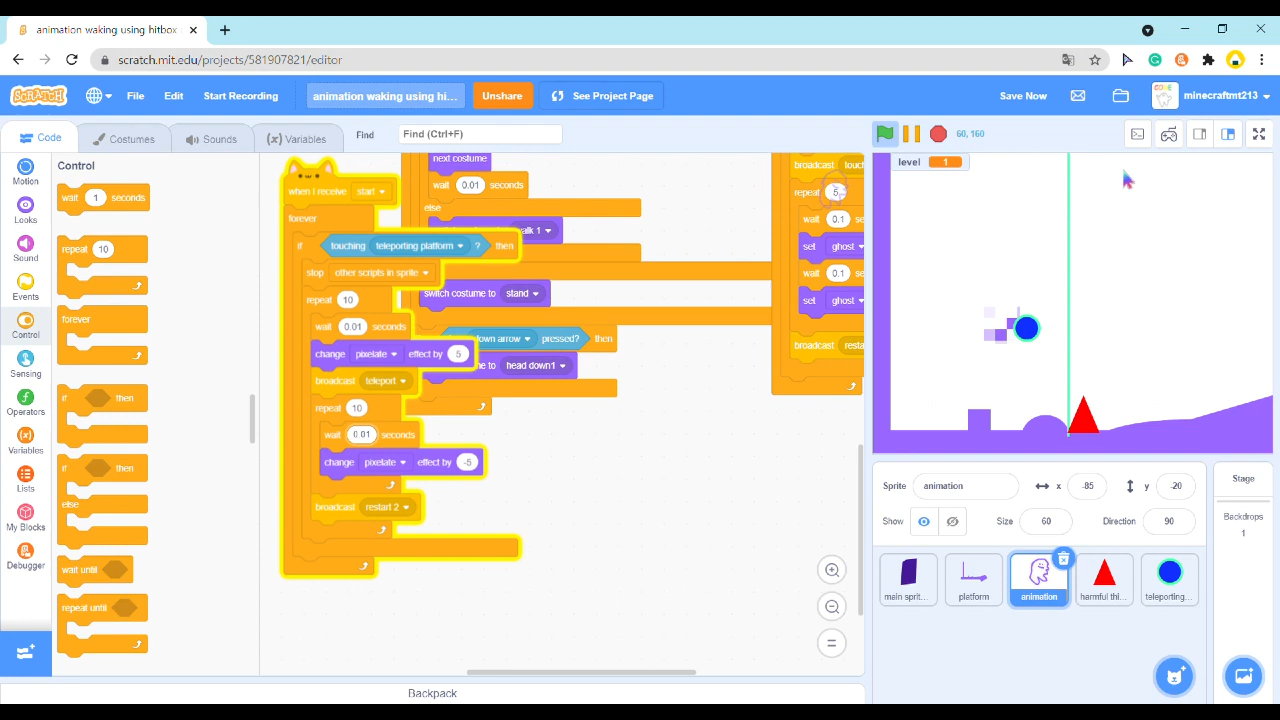 animation waking using hitbox
scratch.mit.edu/projects/581907821/editor
SCRATCH
File
Edit
Start Recording
animation waking using hi...
Unshare
See Project Page
Save Now
minecraftmt213
Code
Costumes
Sounds
(x) Variables
Find
Find (Ctrl+F)
60, 160
Motion
Looks
Sound
Events
Control
Sensing
Operators
Variables
Lists
My Blocks
Debugger
Control
wait 1 seconds
repeat 10
forever
if then
if then
else
wait until
repeat until
when I receive start
forever
if touching teleporting platform ? then
stop other scripts in sprite
repeat 10
wait 0.01 seconds
change pixelate effect by 5
broadcast teleport
repeat 10
wait 0.01 seconds
change pixelate effect by -5
broadcast restart 2
next costume
wait 0.01 seconds
else
walk 1
switch costume to stand
down arrow pressed? then
to head down1
broadcast touch
repeat 5
wait 0.1
set ghost
wait 0.1
set ghost
broadcast resta
level 1
Sprite animation
x -85
y -20
Show
Size 60
Direction 90
main sprit...
platform
animation
harmful thi...
teleporting...
Stage
Backdrops
1
Backpack